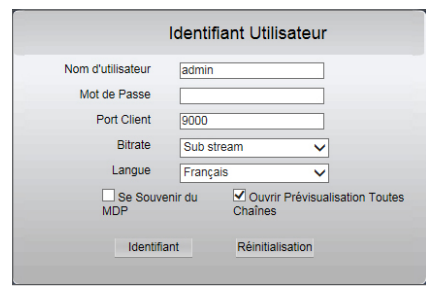 Identifiant Utilisateur
Nom d'utilisateur admin
Mot de Passe
Port Client 9000
Bitrate Sub stream
Langue Français
Se Souvenir du MDP
Ouvrir Prévisualisation Toutes Chaînes
Identifiant Réinitialisation